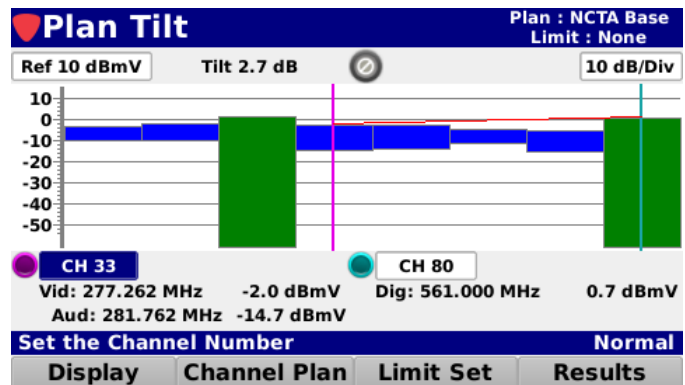 Plan Tilt
Plan : NCTA Base
Limit : None
Ref 10 dBmV Tilt 2.7 dB 10 dB/Div
10
0
-10
-20
-30
-40
-50
CH 33 CH 80
Vid: 277.262 MHz -2.0 dBmV Dig: 561.000 MHz 0.7 dBmV
Aud: 281.762 MHz -14.7 dBmV
Set the Channel Number Normal
Display Channel Plan Limit Set Results